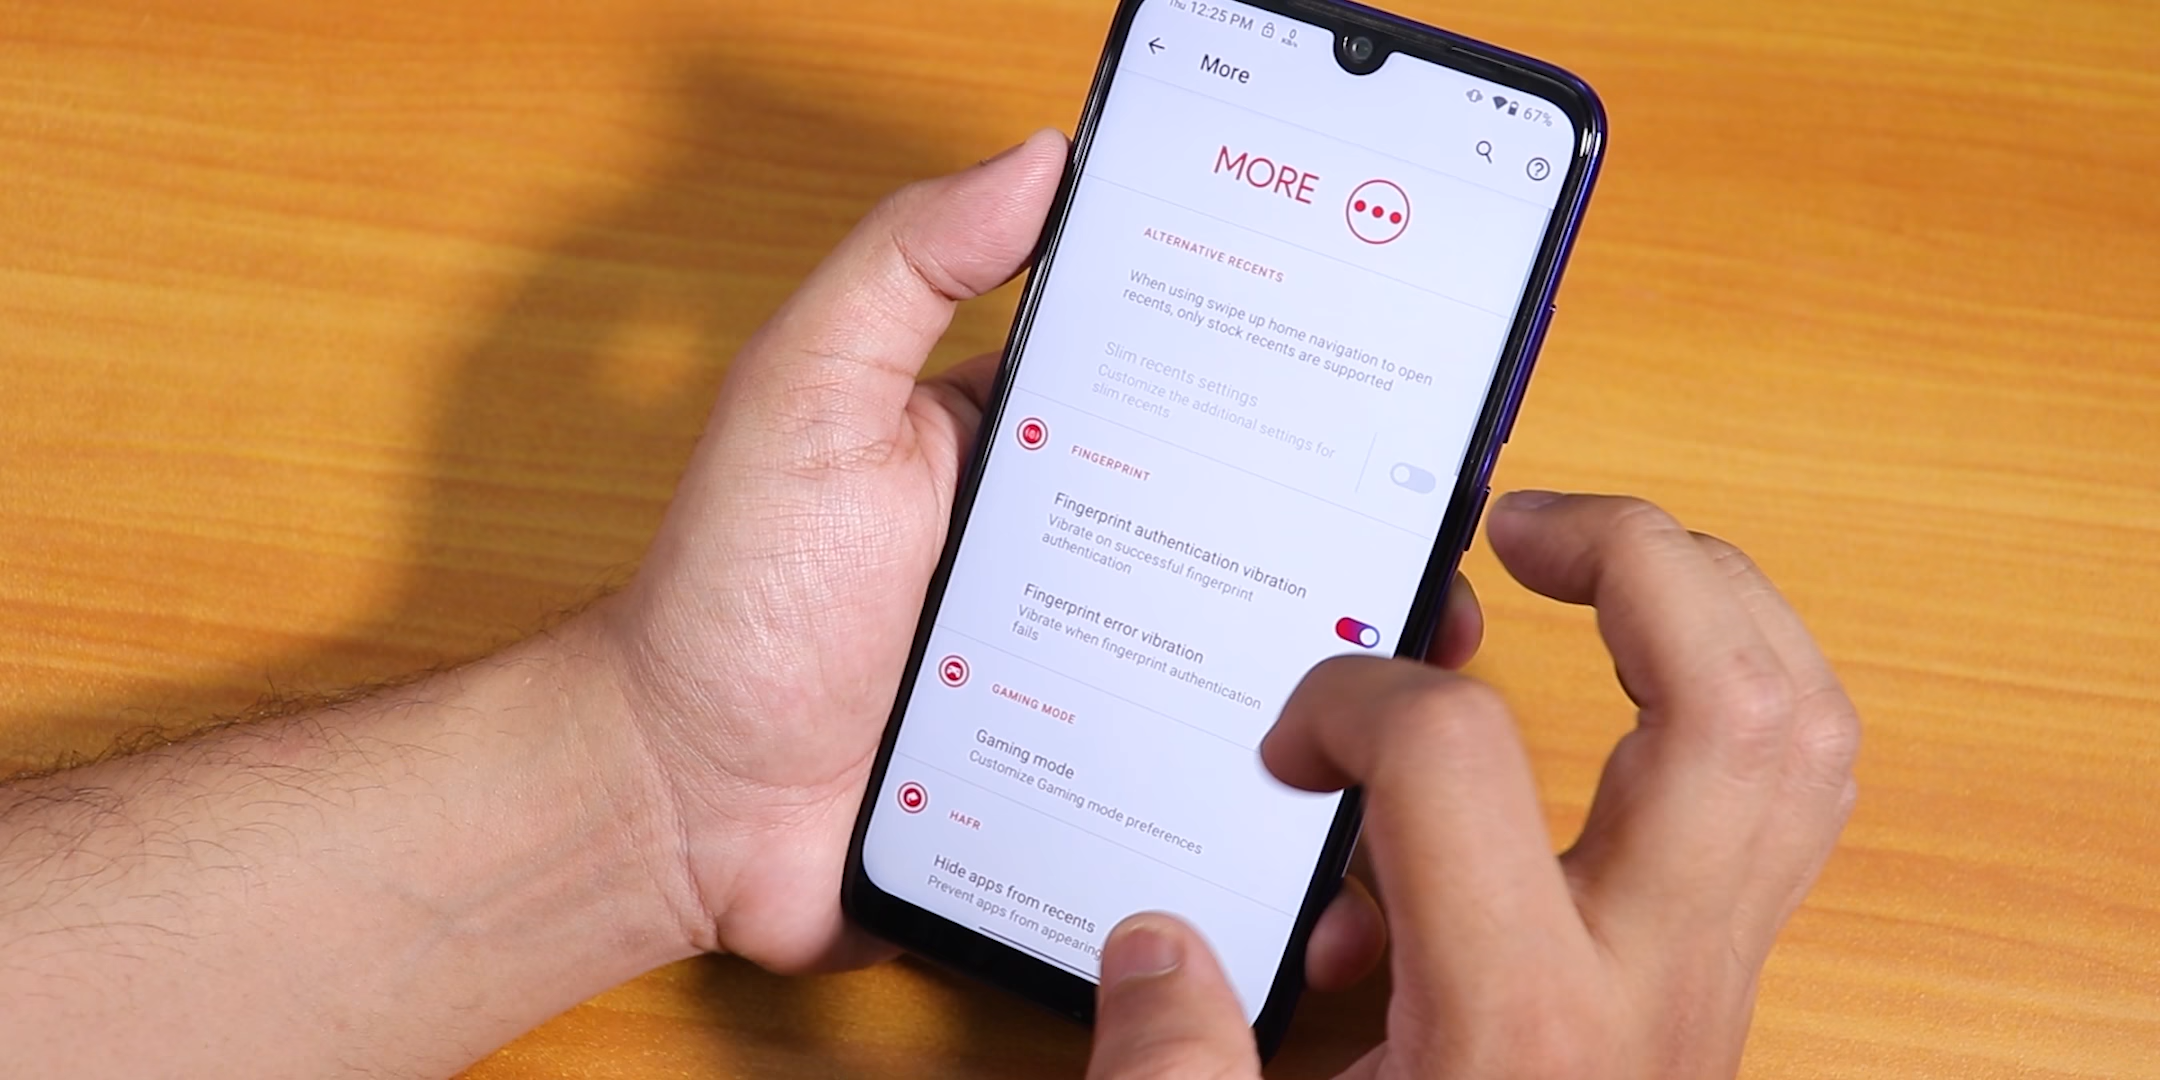 Thu 12:25 PM 0 KB/s
67%
More
MORE
ALTERNATIVE RECENTS
When using swipe up home navigation to open
recents, only stock recents are supported
Slim recents settings
Customize the additional settings for
slim recents
FINGERPRINT
Fingerprint authentication vibration
Vibrate on successful fingerprint
authentication
Fingerprint error vibration
Vibrate when fingerprint authentication
fails
GAMING MODE
Gaming mode
Customize Gaming mode preferences
HAFR
Hide apps from recents
Prevent apps from appearing